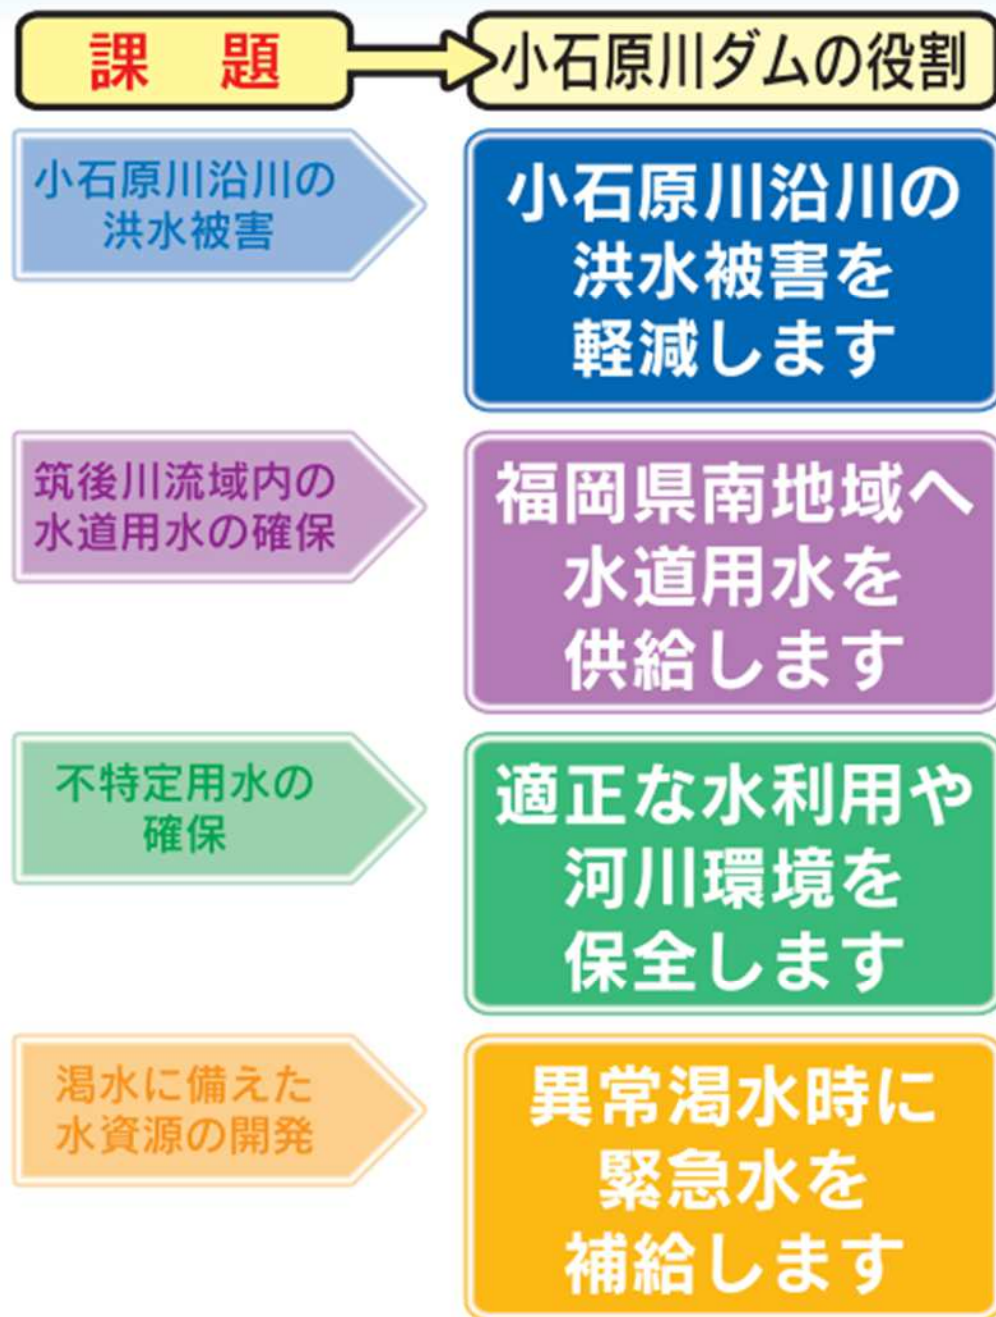 課　題
小石原川ダムの役割
小石原川沿川の
洪水被害
小石原川沿川の
洪水被害を
軽減します
筑後川流域内の
水道用水の確保
福岡県南地域へ
水道用水を
供給します
不特定用水の
確保
適正な水利用や
河川環境を
保全します
渇水に備えた
水資源の開発
異常渇水時に
緊急水を
補給します